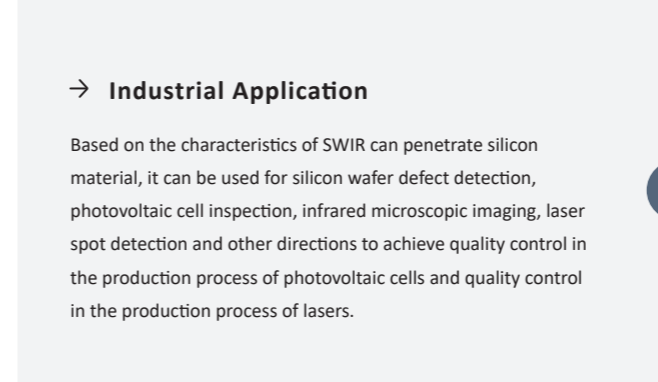 → Industrial Application
Based on the characteristics of SWIR can penetrate silicon
material, it can be used for silicon wafer defect detection,
photovoltaic cell inspection, infrared microscopic imaging, laser
spot detection and other directions to achieve quality control in
the production process of photovoltaic cells and quality control
in the production process of lasers.